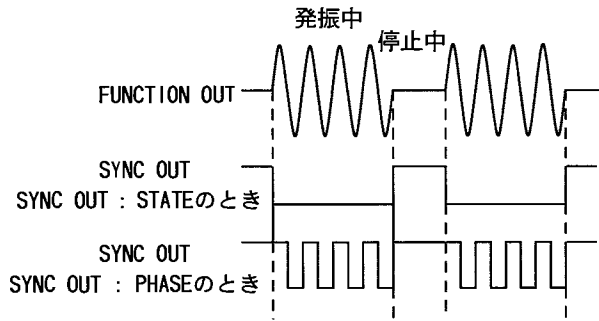 発振中
停止中
FUNCTION OUT
SYNC OUT
SYNC OUT : STATEのとき
SYNC OUT
SYNC OUT : PHASEのとき